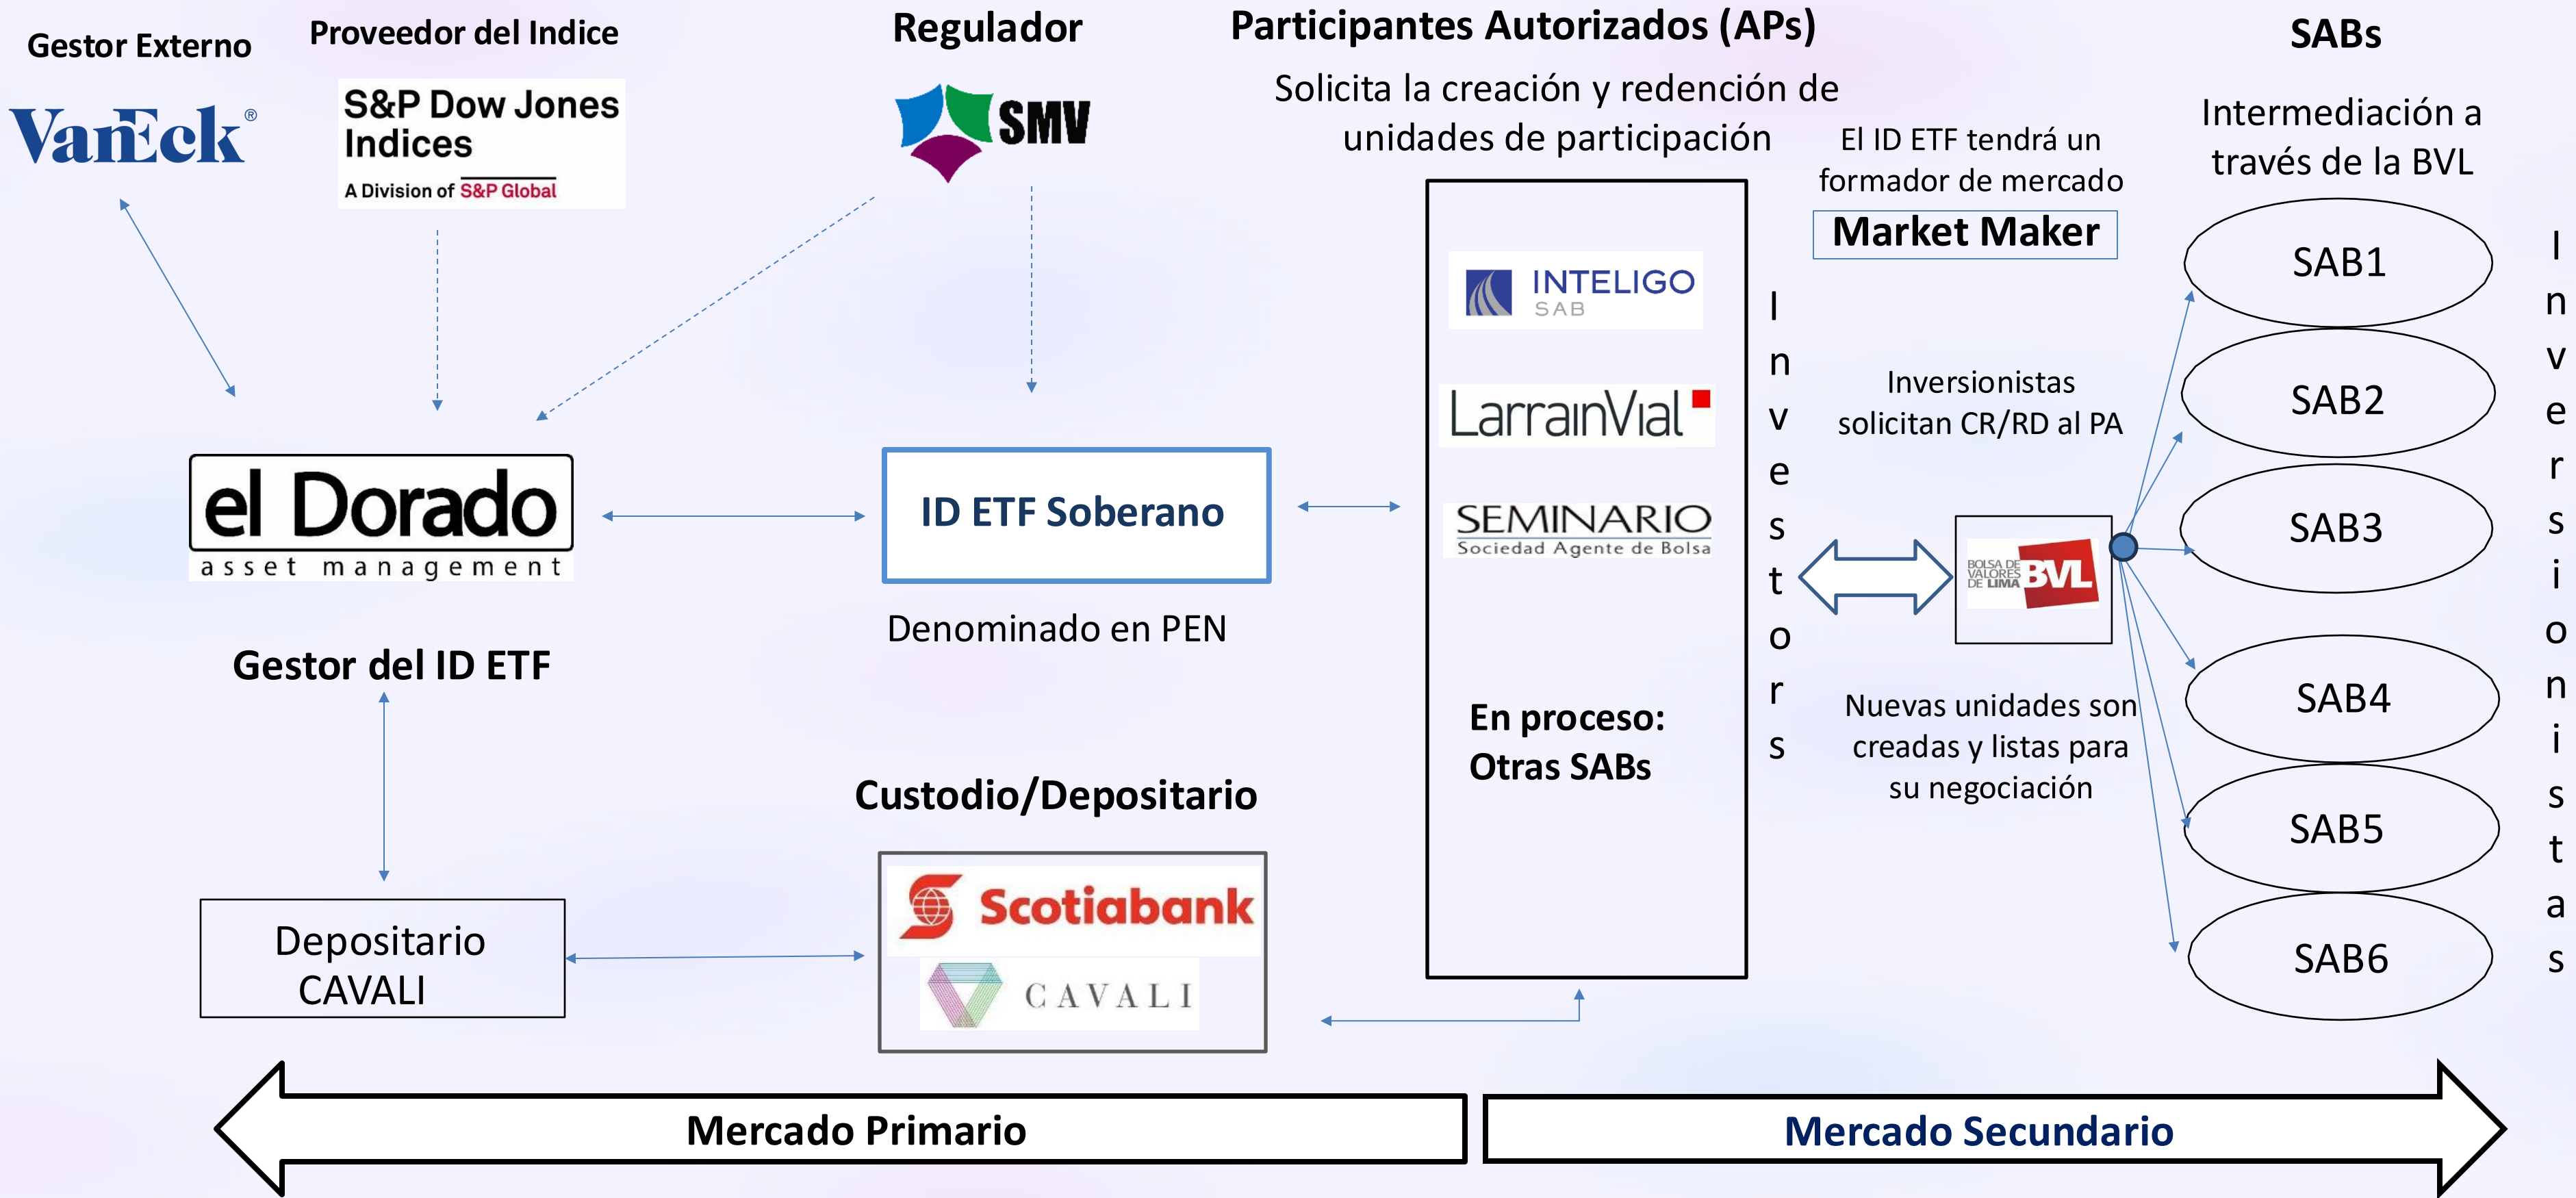 Gestor Externo
VanEck®
Proveedor del Indice
S&P Dow Jones
Indices
A Division of S&P Global
Regulador
SMV
Participantes Autorizados (APs)
Solicita la creación y redención de
unidades de participación
El ID ETF tendrá un
formador de mercado
Market Maker
SABs
Intermediación a
través de la BVL
el Dorado
asset management
Gestor del ID ETF
ID ETF Soberano
Denominado en PEN
INTELIGO
SAB
LarrainVial
SEMINARIO
Sociedad Agente de Bolsa
En proceso:
Otras SABs
Investors
Inversionistas
solicitan CR/RD al PA
BOLSA DE
VALORES
DE LIMA
BVL
Nuevas unidades son
creadas y listas para
su negociación
SAB1
SAB2
SAB3
SAB4
SAB5
SAB6
Inversionistas
Depositario
CAVALI
Custodio/Depositario
Scotiabank
CAVALI
Mercado Primario
Mercado Secundario